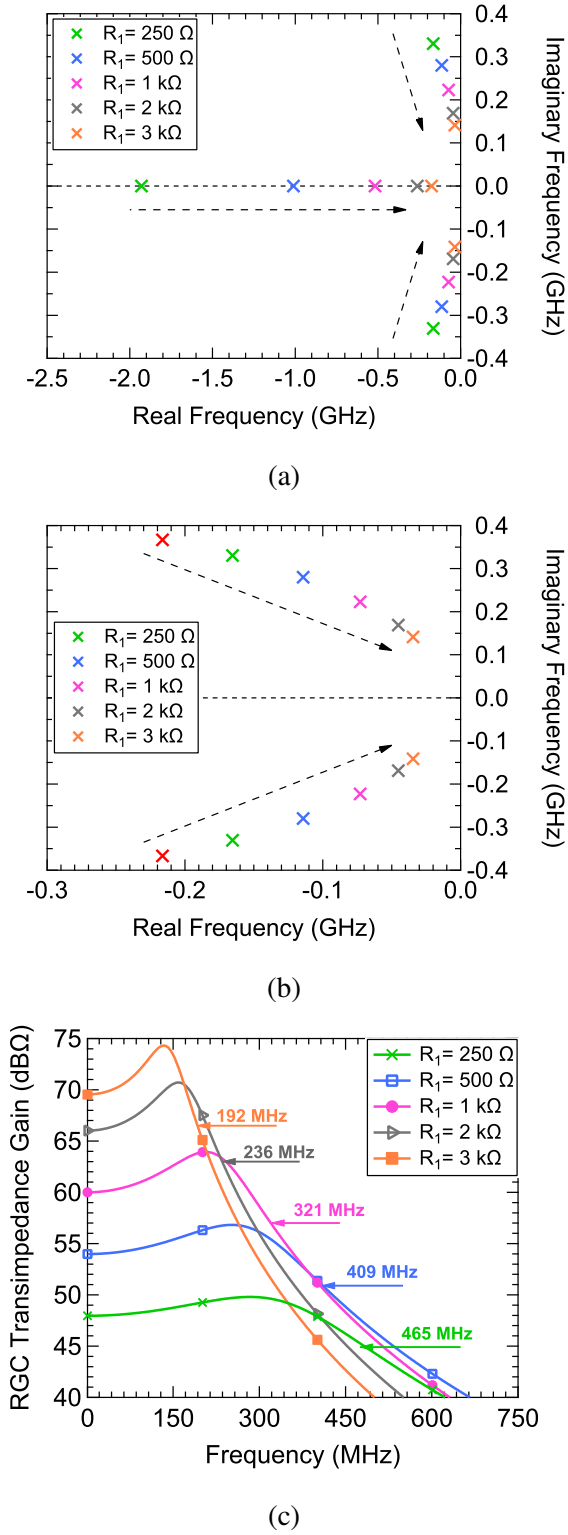 0.4
0.3
0.2
0.1
0.0
-0.1
-0.2
-0.3
-0.4
Imaginary Frequency (GHz)
R1= 250 Ω
R1= 500 Ω
R1= 1 kΩ
R1= 2 kΩ
R1= 3 kΩ
-2.5 -2.0 -1.5 -1.0 -0.5 0.0
Real Frequency (GHz)
(a)
0.4
0.3
0.2
0.1
0.0
-0.1
-0.2
-0.3
-0.4
Imaginary Frequency (GHz)
R1= 250 Ω
R1= 500 Ω
R1= 1 kΩ
R1= 2 kΩ
R1= 3 kΩ
-0.3 -0.2 -0.1 0.0
Real Frequency (GHz)
(b)
RGC Transimpedance Gain (dBΩ)
75
70
65
60
55
50
45
40
R1= 250 Ω
R1= 500 Ω
R1= 1 kΩ
R1= 2 kΩ
R1= 3 kΩ
192 MHz
236 MHz
321 MHz
409 MHz
465 MHz
0 150 300 450 600 750
Frequency (MHz)
(c)